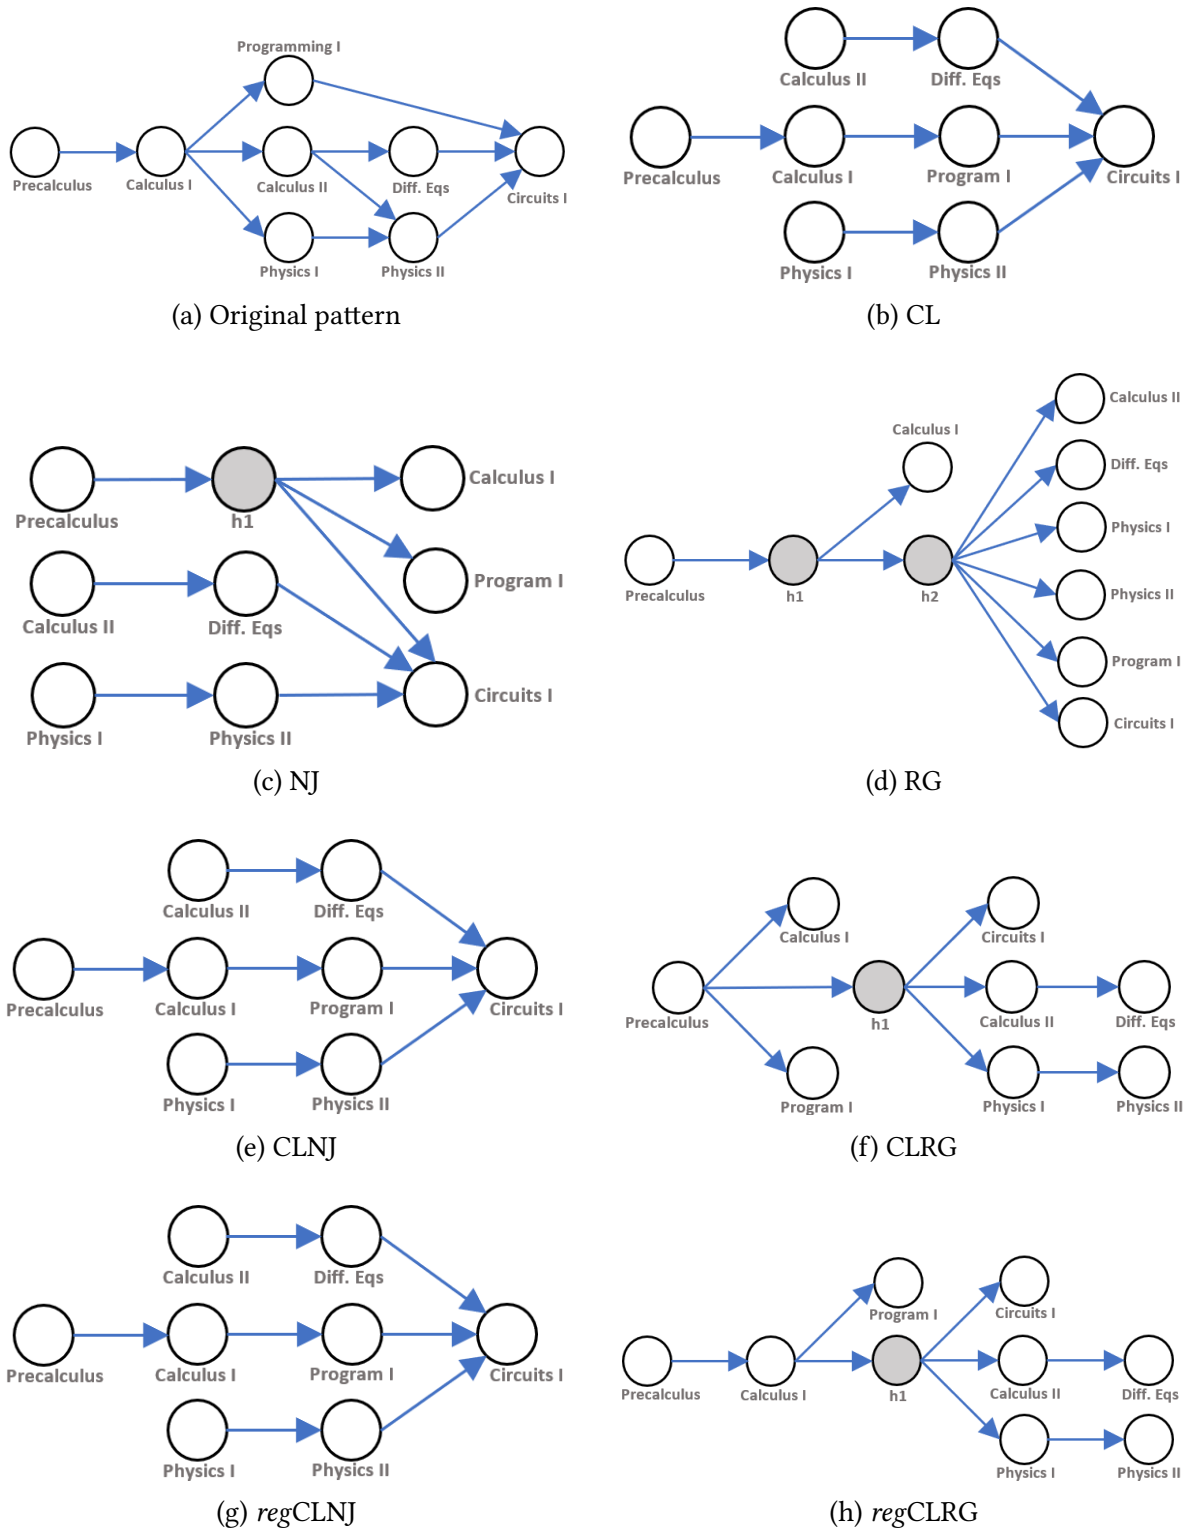 Programming I
Precalculus
Calculus I
Calculus II
Diff. Eqs
Circuits I
Physics I
Physics II
(a) Original pattern
Calculus II
Diff. Eqs
Precalculus
Calculus I
Program I
Circuits I
Physics I
Physics II
(b) CL
Calculus I
Precalculus
h1
Program I
Calculus II
Diff. Eqs
Circuits I
Physics I
Physics II
(c) NJ
Calculus II
Calculus I
Diff. Eqs
Physics I
Precalculus
h1
h2
Physics II
Program I
Circuits I
(d) RG
Calculus II
Diff. Eqs
Precalculus
Calculus I
Program I
Circuits I
Physics I
Physics II
(e) CLNJ
Calculus I
Circuits I
Precalculus
h1
Calculus II
Diff. Eqs
Program I
Physics I
Physics II
(f) CLRG
Calculus II
Diff. Eqs
Precalculus
Calculus I
Program I
Circuits I
Physics I
Physics II
(g) regCLNJ
Program I
Circuits I
Precalculus
Calculus I
h1
Calculus II
Diff. Eqs
Physics I
Physics II
(h) regCLRG